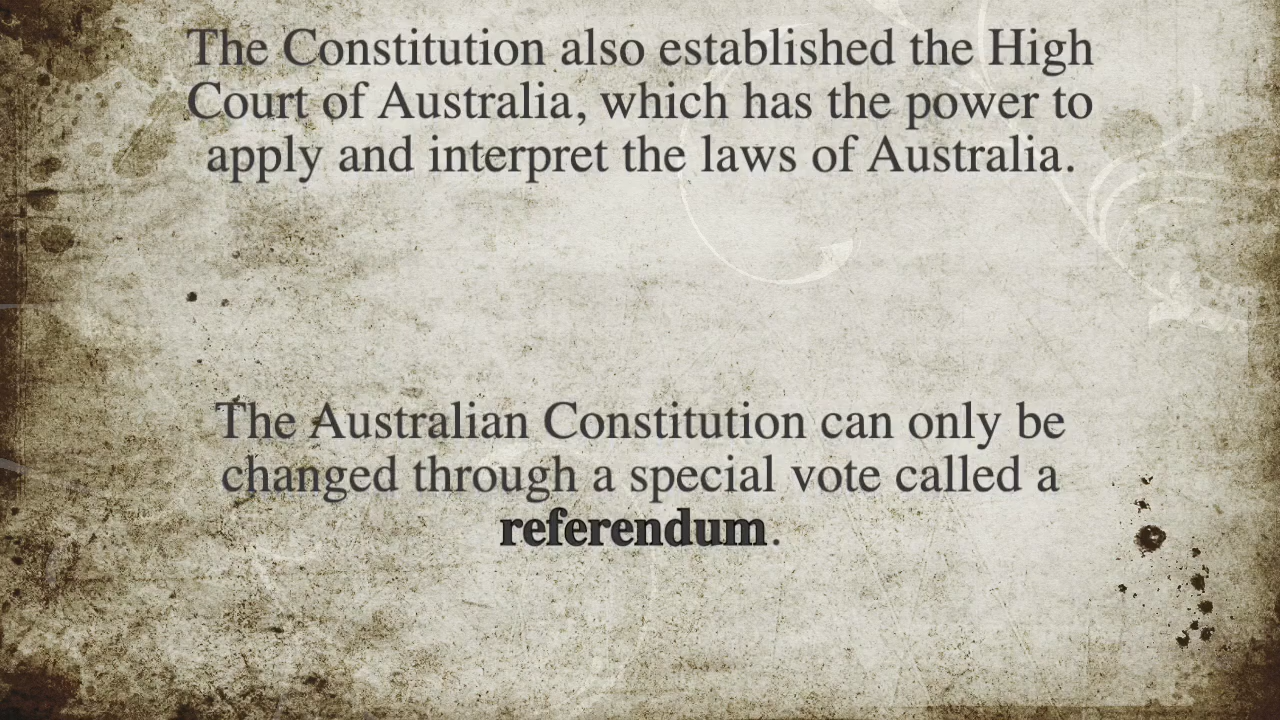 The Constitution also established the High
Court of Australia, which has the power to
apply and interpret the laws of Australia.
The Australian Constitution can only be
changed through a special vote called a
referendum.